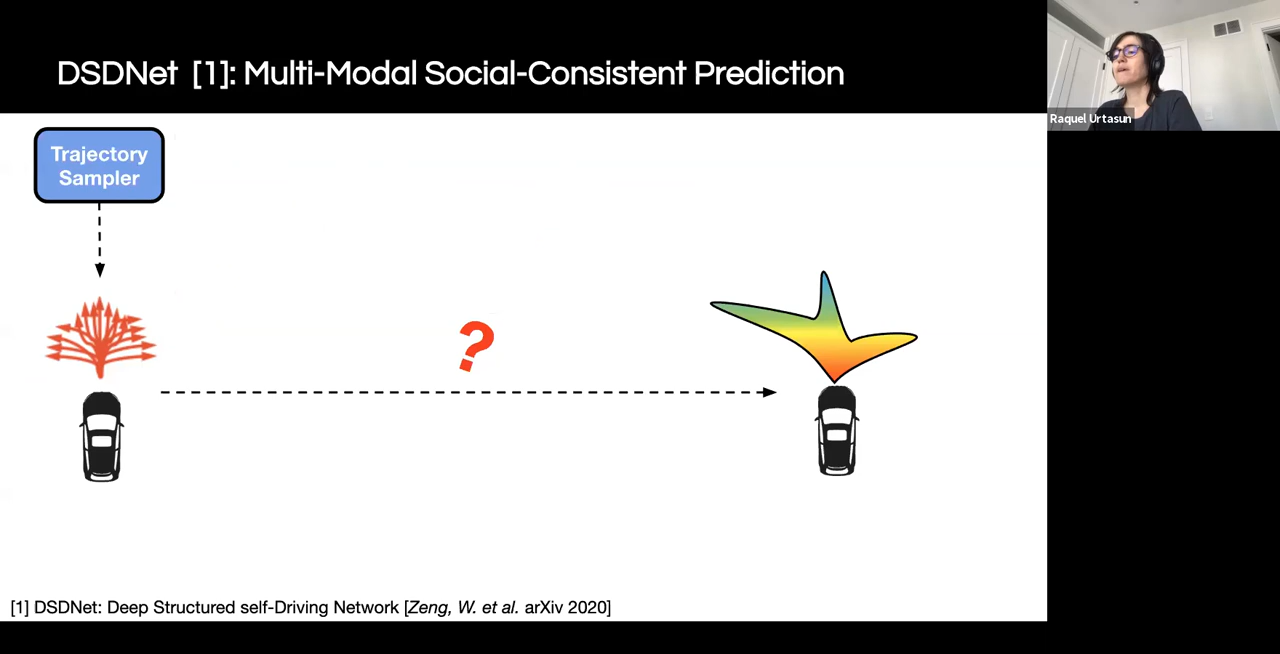 DSDNet [1]: Multi-Modal Social-Consistent Prediction
Raquel Urtasun
Trajectory
Sampler
?
[1] DSDNet: Deep Structured self-Driving Network [Zeng, W. et al. arXiv 2020]